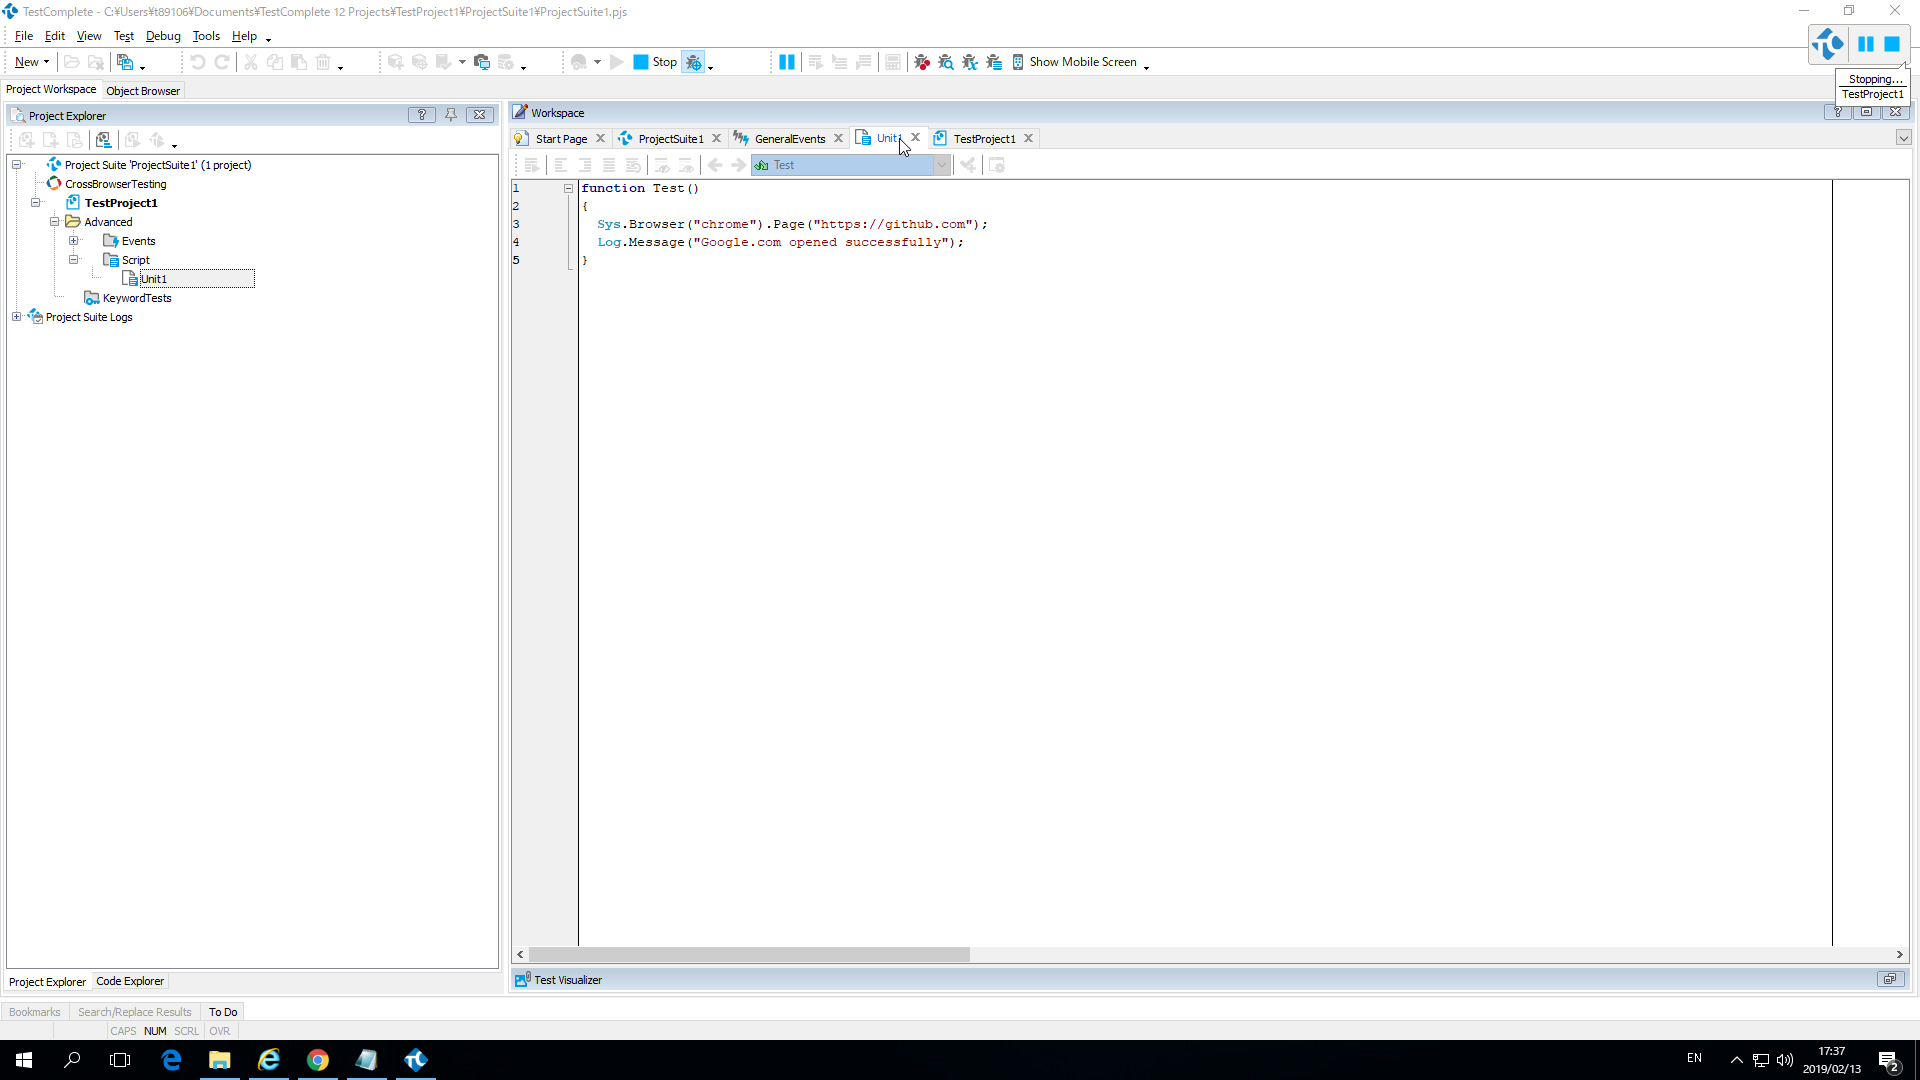 TestComplete - C:¥Users¥t89106¥Documents¥TestComplete 12 Projects¥TestProject1¥ProjectSuite1¥ProjectSuite1.pjs
File Edit View Test Debug Tools Help
New Stop Show Mobile Screen
Stopping...
TestProject1
Project Workspace Object Browser
Project Explorer
Workspace
Start Page ProjectSuite1 GeneralEvents Unit1 TestProject1
Test
Project Suite 'ProjectSuite1' (1 project)
CrossBrowserTesting
TestProject1
Advanced
Events
Script
Unit1
KeywordTests
Project Suite Logs
1 function Test()
2 {
3 Sys.Browser("chrome").Page("https://github.com");
4 Log.Message("Google.com opened successfully");
5 }
Project Explorer Code Explorer
Test Visualizer
Bookmarks Search/Replace Results To Do
CAPS NUM SCRL OVR
EN
17:37
2019/02/13
2